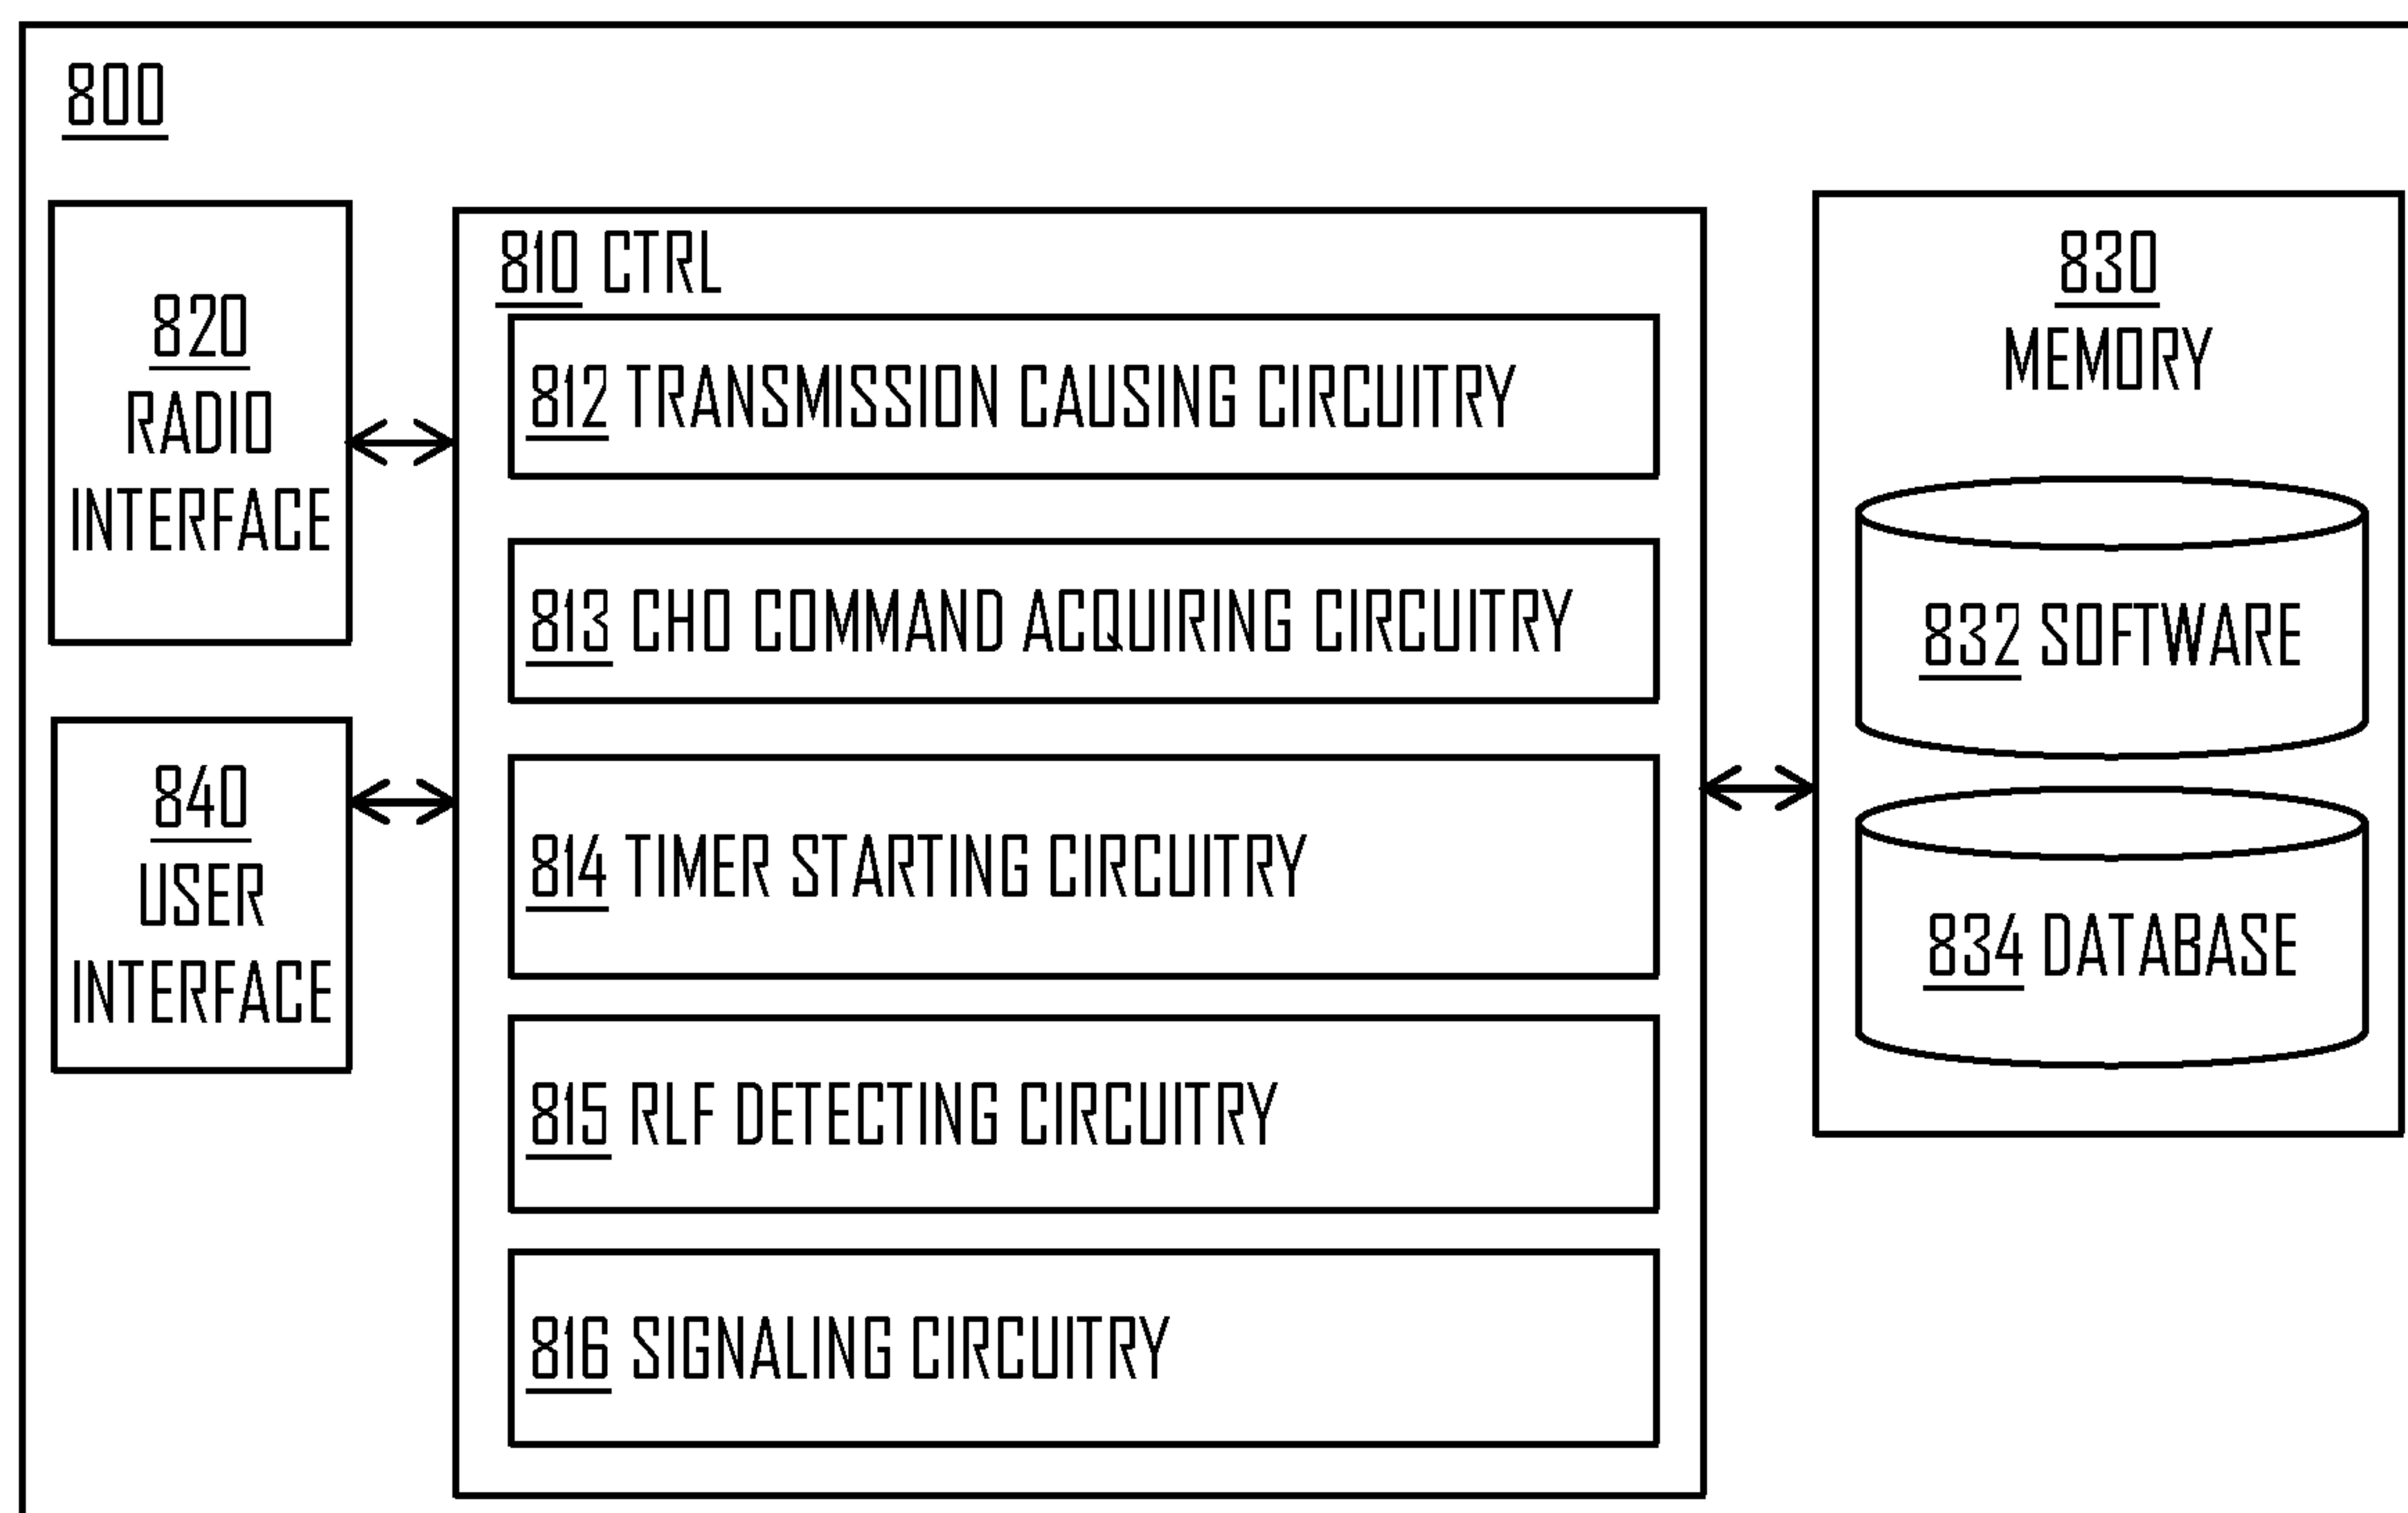 800
820
RADIO
INTERFACE
840
USER
INTERFACE
810 CTRL
812 TRANSMISSION CAUSING CIRCUITRY
813 CHO COMMAND ACQUIRING CIRCUITRY
814 TIMER STARTING CIRCUITRY
815 RLF DETECTING CIRCUITRY
816 SIGNALING CIRCUITRY
830
MEMORY
832 SOFTWARE
834 DATABASE